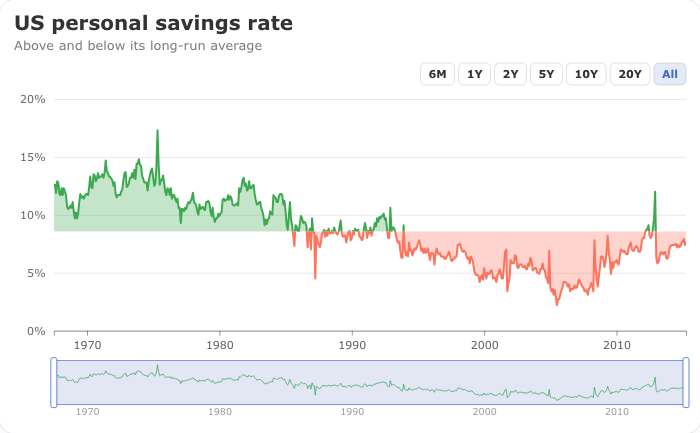 US personal savings rate
Above and below its long-run average
6M 1Y 2Y 5Y 10Y 20Y All
20%
15%
10%
5%
0%
1970 1980 1990 2000 2010
1970 1980 1990 2000 2010